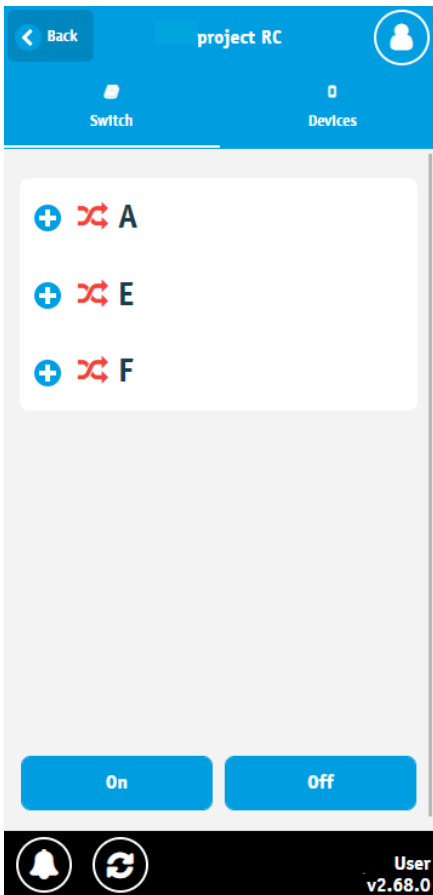 Back
project RC
Switch
Devices
A
E
F
On
Off
User
v2.68.0